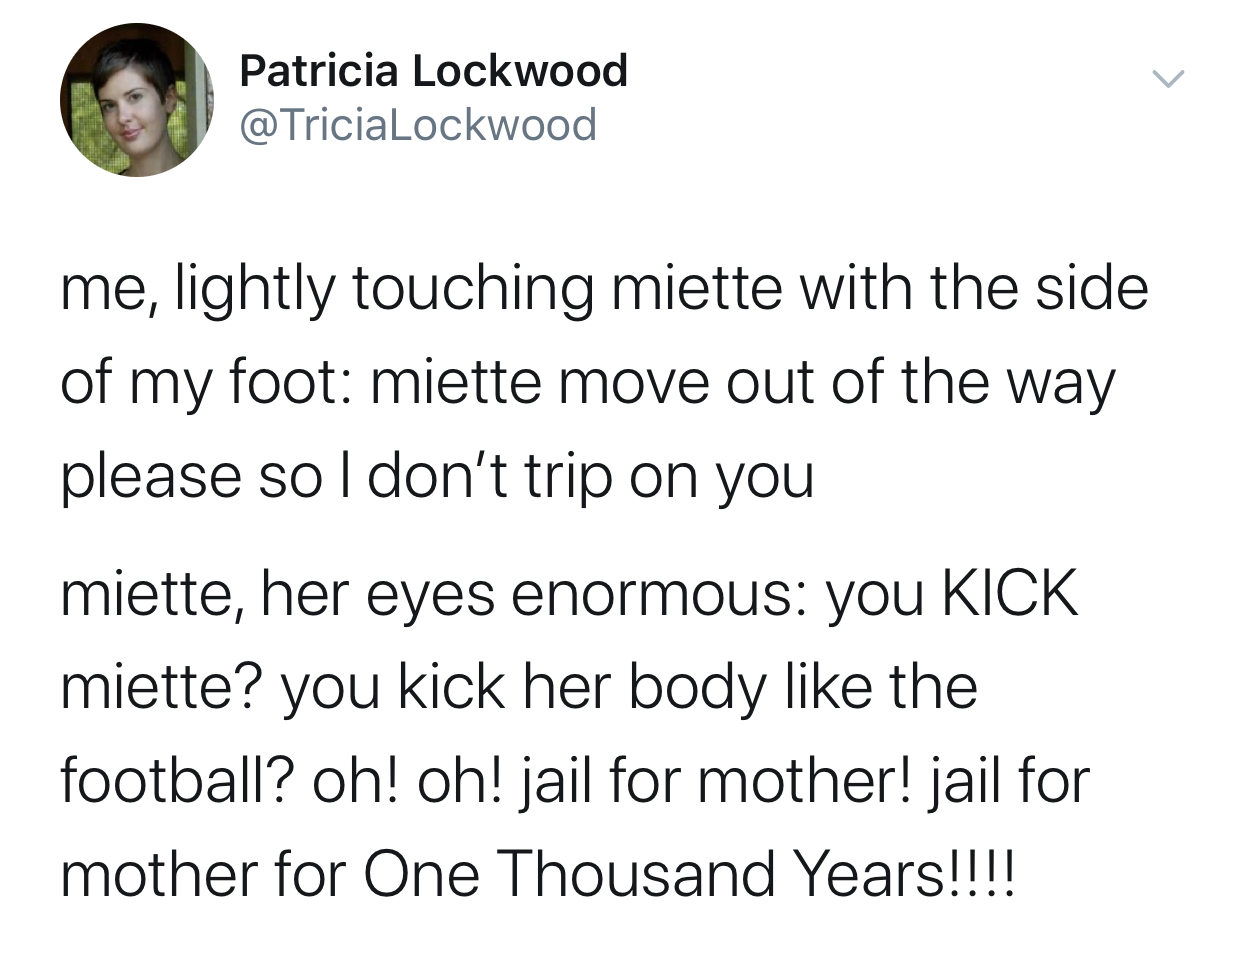 Patricia Lockwood
@TriciaLockwood
me, lightly touching miette with the side
of my foot: miette move out of the way
please so I don’t trip on you
miette, her eyes enormous: you KICK
miette? you kick her body like the
football? oh! oh! jail for mother! jail for
mother for One Thousand Years!!!!